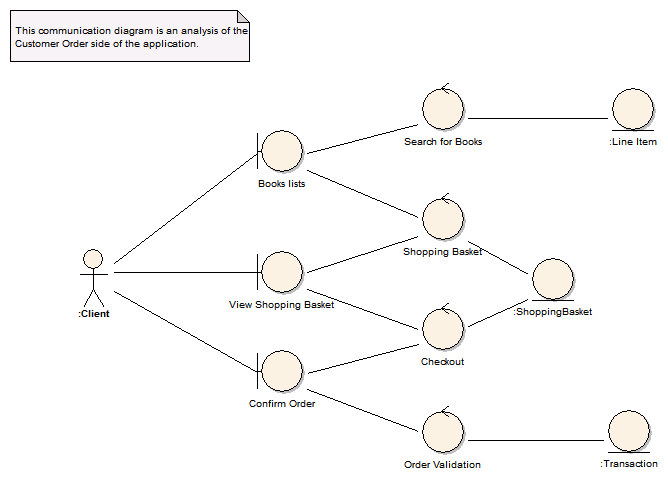 This communication diagram is an analysis of the
Customer Order side of the application.
Search for Books
:Line Item
Books lists
Shopping Basket
View Shopping Basket
:ShoppingBasket
:Client
Checkout
Confirm Order
Order Validation
:Transaction